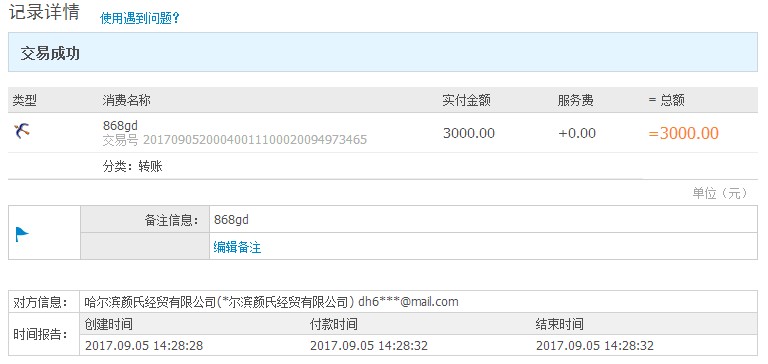 记录详情 使用遇到问题？
交易成功
类型 消费名称 实付金额 服务费 = 总额
868gd 3000.00 +0.00 =3000.00
交易号 20170905200040011100020094973465
分类：转账
单位（元）
备注信息： 868gd
编辑备注
对方信息： 哈尔滨颜氏经贸有限公司(*尔滨颜氏经贸有限公司) dh6***@mail.com
时间报告： 创建时间 付款时间 结束时间
2017.09.05 14:28:28 2017.09.05 14:28:32 2017.09.05 14:28:32